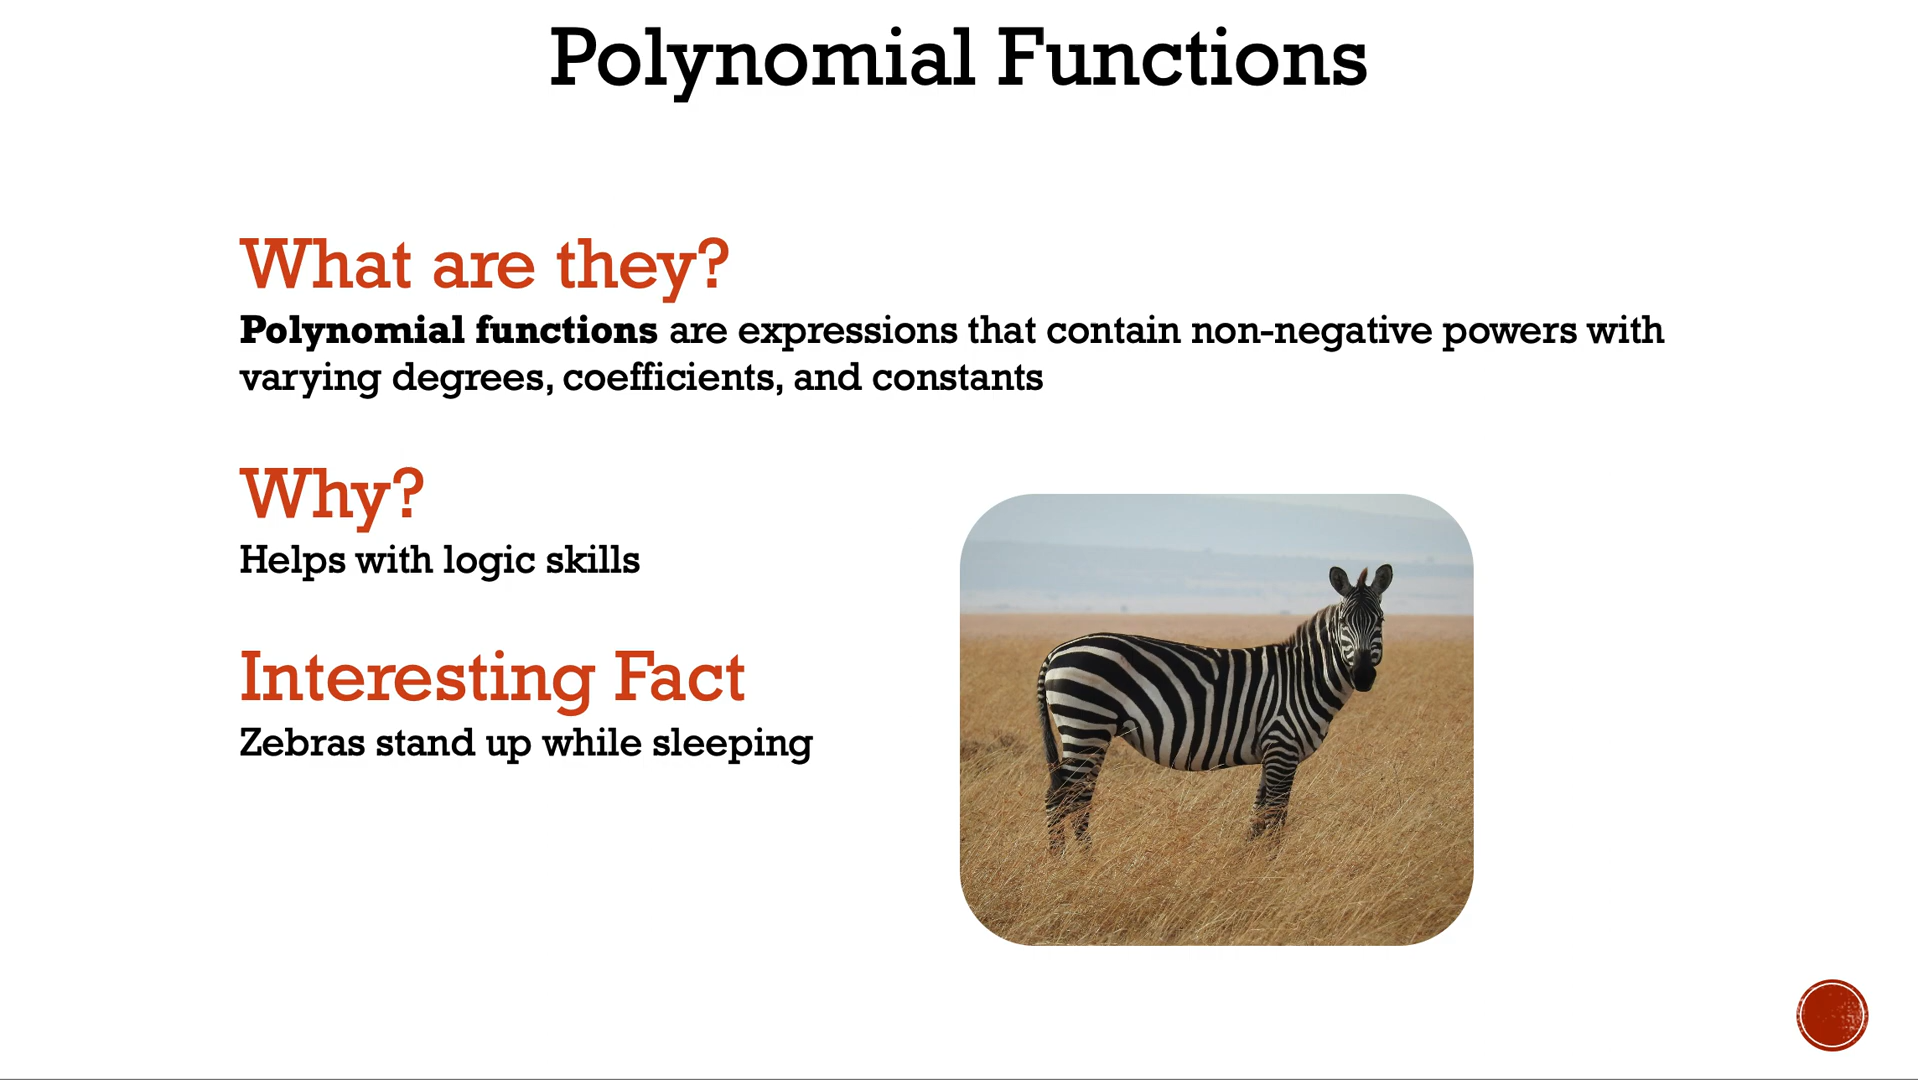 Polynomial Functions
What are they?
Polynomial functions are expressions that contain non-negative powers with
varying degrees, coefficients, and constants
Why?
Helps with logic skills
Interesting Fact
Zebras stand up while sleeping